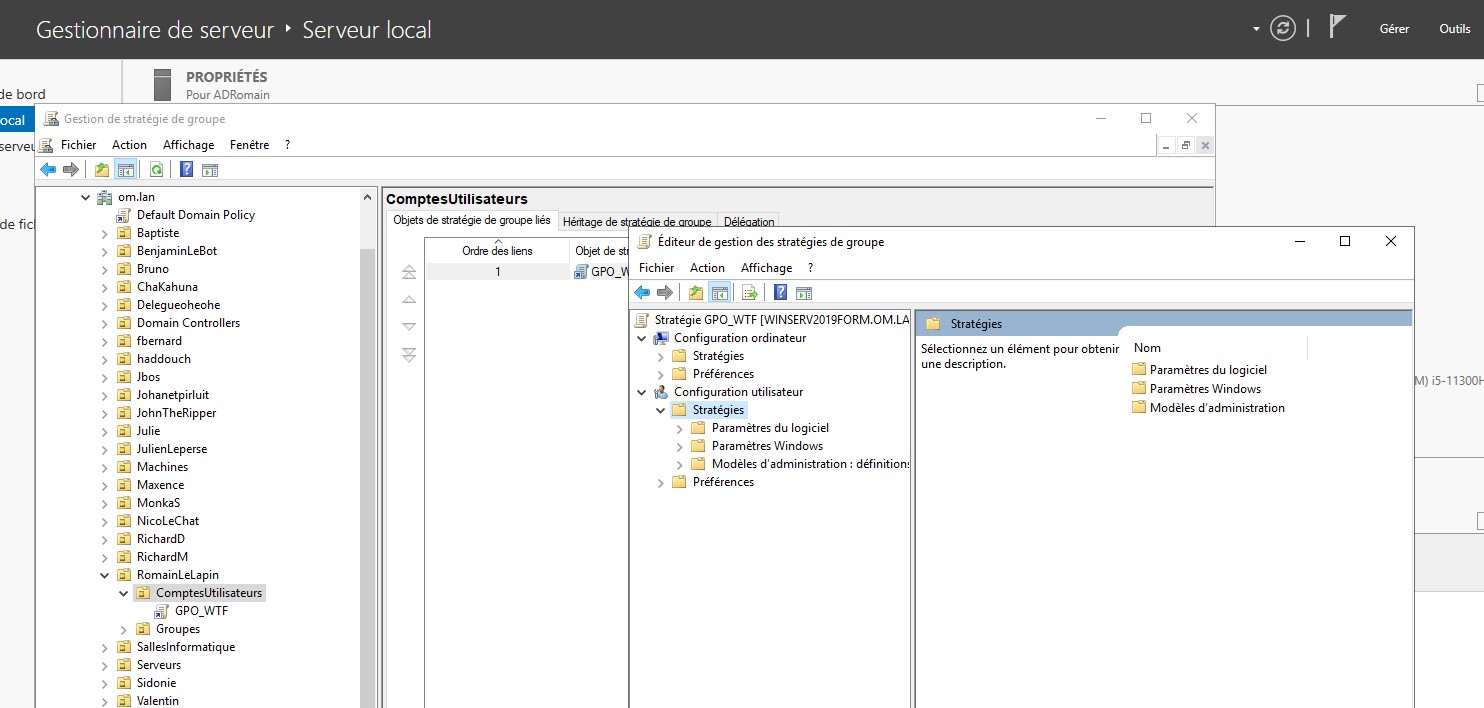 Gestionnaire de serveur ‣ Serveur local
Gérer
Outils
de bord
PROPRIÉTÉS
Pour ADRomain
ocal
serveu
de fic
M) i5-11300H
Gestion de stratégie de groupe
Fichier Action Affichage Fenêtre ?
om.lan
Default Domain Policy
Baptiste
BenjaminLeBot
Bruno
ChaKahuna
Delegueoheohe
Domain Controllers
fbernard
haddouch
Jbos
Johanetpirluit
JohnTheRipper
Julie
JulienLeperse
Machines
Maxence
MonkaS
NicoLeChat
RichardD
RichardM
RomainLeLapin
ComptesUtilisateurs
GPO_WTF
Groupes
SallesInformatique
Serveurs
Sidonie
Valentin
ComptesUtilisateurs
Objets de stratégie de groupe liés
Héritage de stratégie de groupe
Délégation
Ordre des liens
Objet de str
1
GPO_W
Éditeur de gestion des stratégies de groupe
Fichier Action Affichage ?
Stratégie GPO_WTF [WINSERV2019FORM.OM.LA
Configuration ordinateur
Stratégies
Préférences
Configuration utilisateur
Stratégies
Paramètres du logiciel
Paramètres Windows
Modèles d'administration : définitions
Préférences
Stratégies
Sélectionnez un élément pour obtenir
une description.
Nom
Paramètres du logiciel
Paramètres Windows
Modèles d'administration